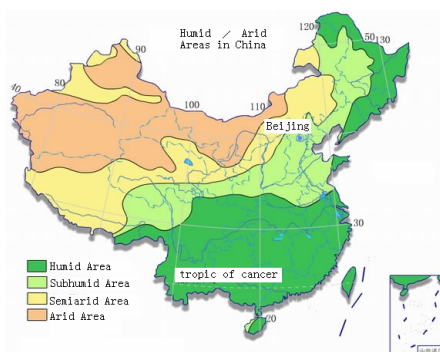 Humid / Arid
Areas in China
120
50
130
90
80
100
110
Beijing
30
Humid Area
Subhumid Area
Semiarid Area
Arid Area
tropic of cancer
20